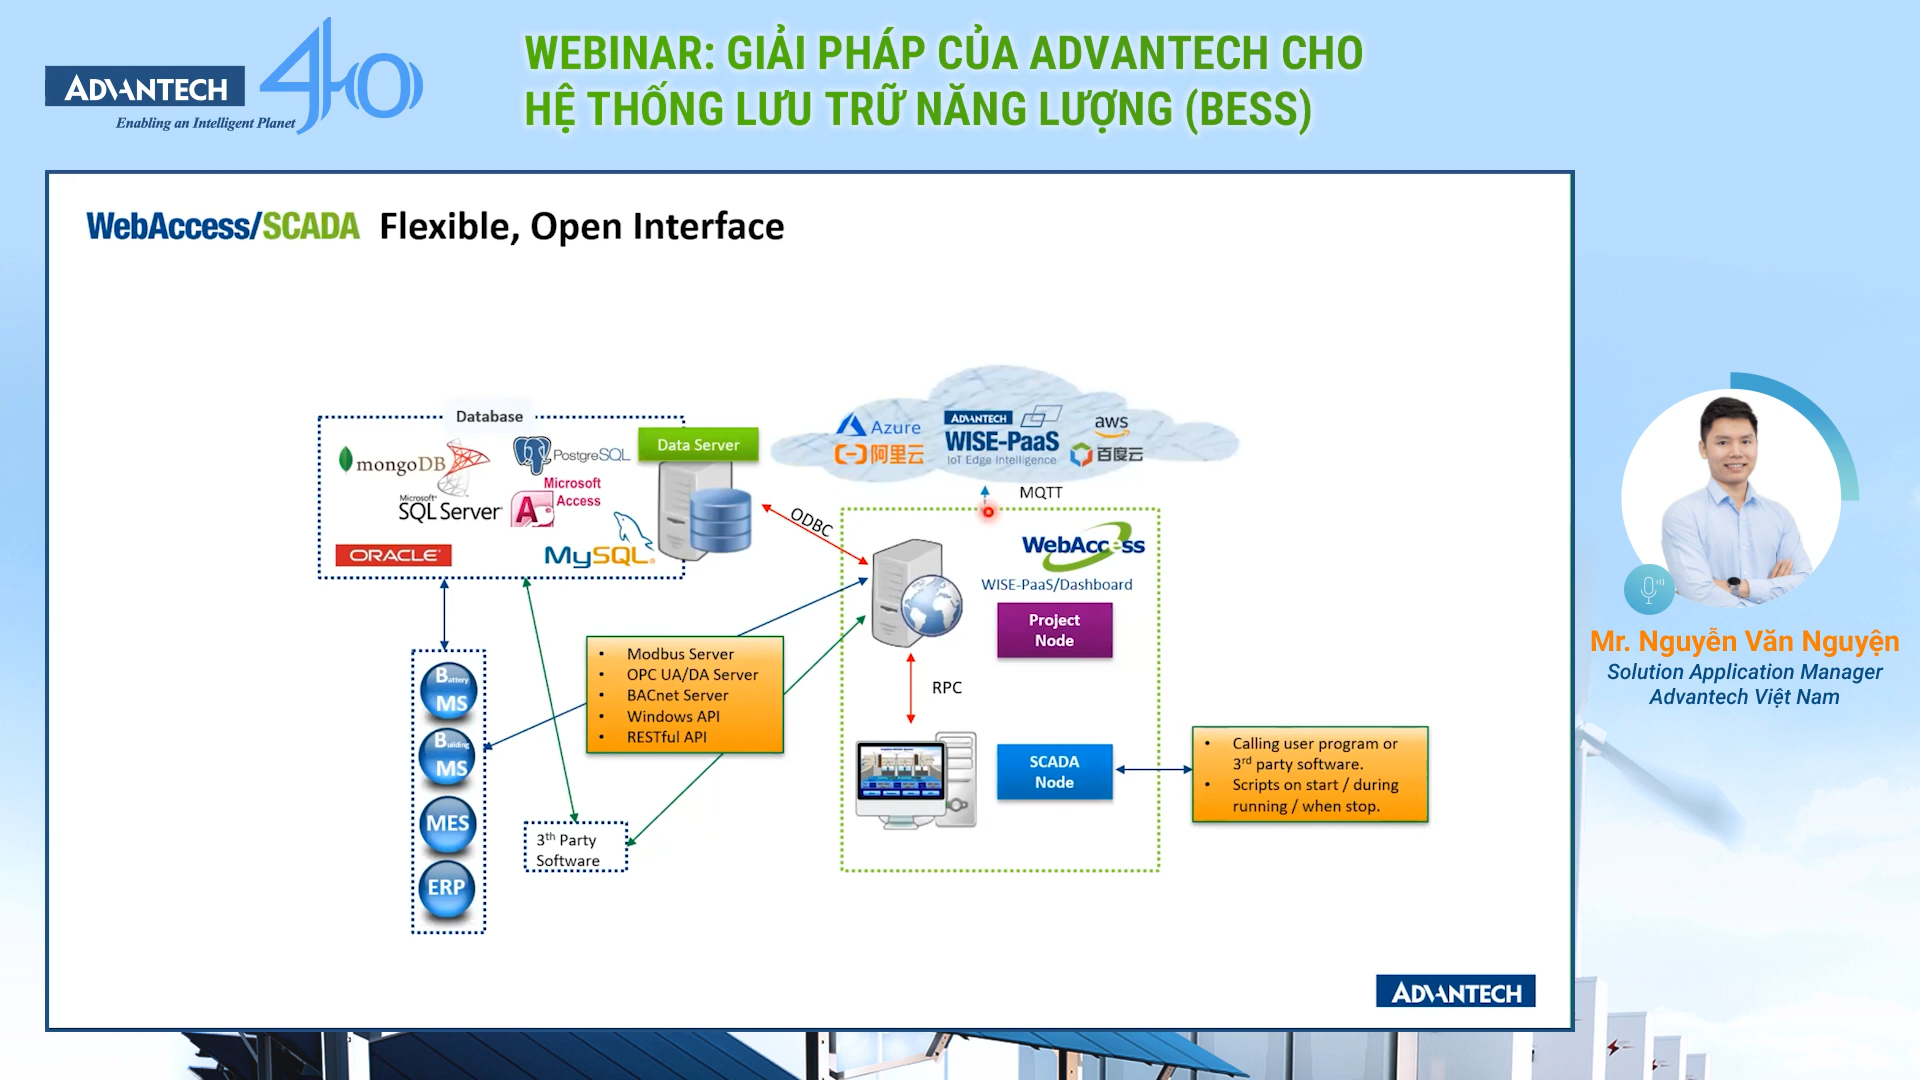 ADVANTECH
Enabling an Intelligent Planet
40
WEBINAR: GIẢI PHÁP CỦA ADVANTECH CHO
HỆ THỐNG LƯU TRỮ NĂNG LƯỢNG (BESS)
WebAccess/SCADA Flexible, Open Interface
Database
mongoDB
Microsoft
SQL Server
PostgreSQL
Microsoft
Access
A
ORACLE
MySQL
Data Server
ODBC
Azure
阿里云
ADVANTECH
WISE-PaaS
IoT Edge Intelligence
aws
百度云
MQTT
WebAccess
WISE-PaaS/Dashboard
Project
Node
RPC
SCADA
Node
• Calling user program or
3rd party software.
• Scripts on start / during
running / when stop.
• Modbus Server
• OPC UA/DA Server
• BACnet Server
• Windows API
• RESTful API
Battery
MS
Building
MS
MES
ERP
3th Party
Software
ADVANTECH
Mr. Nguyễn Văn Nguyện
Solution Application Manager
Advantech Việt Nam